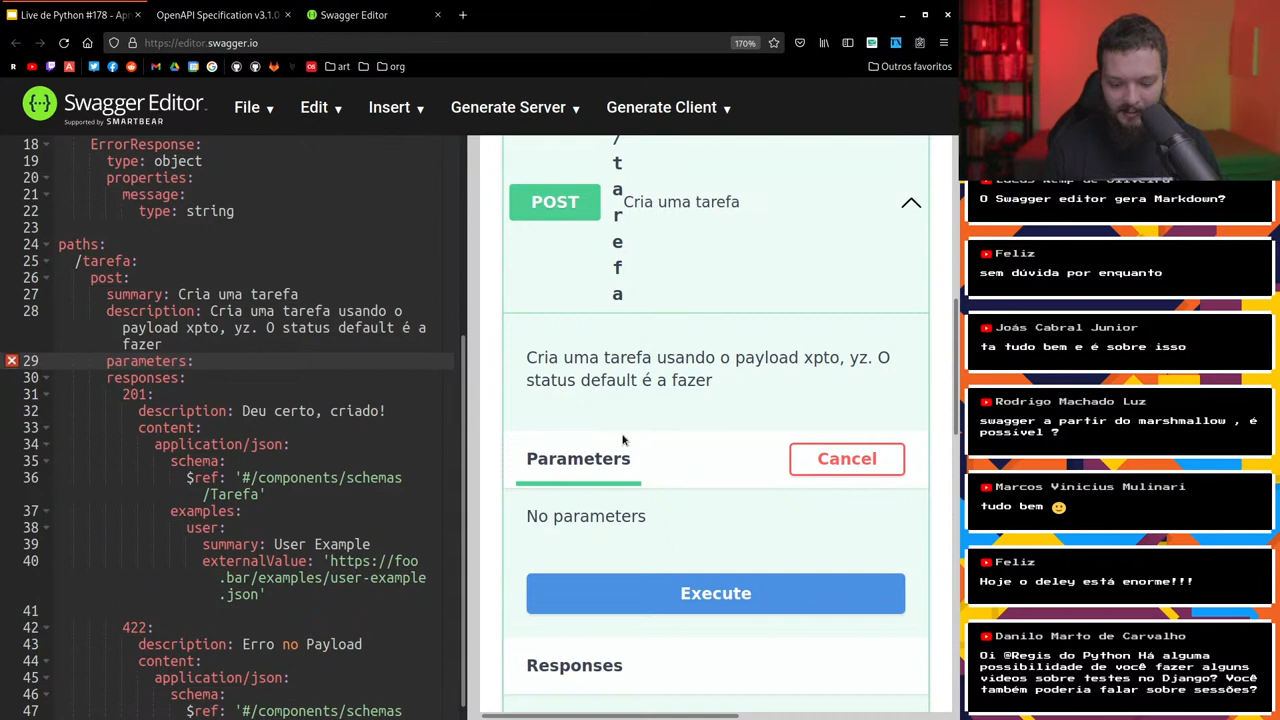 Live de Python #178 - Apr
OpenAPI Specification v3.1.0
Swagger Editor
https://editor.swagger.io
170%
art
org
Outros favoritos
Swagger Editor
Supported by SMARTBEAR
File
Edit
Insert
Generate Server
Generate Client
18 ErrorResponse:
19 type: object
20 properties:
21 message:
22 type: string
23
24 paths:
25 /tarefa:
26 post:
27 summary: Cria uma tarefa
28 description: Cria uma tarefa usando o
payload xpto, yz. O status default é a
fazer
29 parameters:
30 responses:
31 201:
32 description: Deu certo, criado!
33 content:
34 application/json:
35 schema:
36 $ref: '#/components/schemas
/Tarefa'
37 examples:
38 user:
39 summary: User Example
40 externalValue: 'https://foo
.bar/examples/user-example
.json'
41
42 422:
43 description: Erro no Payload
44 content:
45 application/json:
46 schema:
47 $ref: '#/components/schemas
POST
/tarefa
Cria uma tarefa
Cria uma tarefa usando o payload xpto, yz. O
status default é a fazer
Parameters
Cancel
No parameters
Execute
Responses
O Swagger editor gera Markdown?
Feliz
sem dúvida por enquanto
Joás Cabral Junior
ta tudo bem e é sobre isso
Rodrigo Machado Luz
swagger a partir do marshmallow , é
possivel ?
Marcos Vinicius Mulinari
tudo bem
Feliz
Hoje o deley está enorme!!!
Danilo Marto de Carvalho
Oi @Regis do Python Há alguma
possibilidade de você fazer alguns
vídeos sobre testes no Django? Você
também poderia falar sobre sessões?